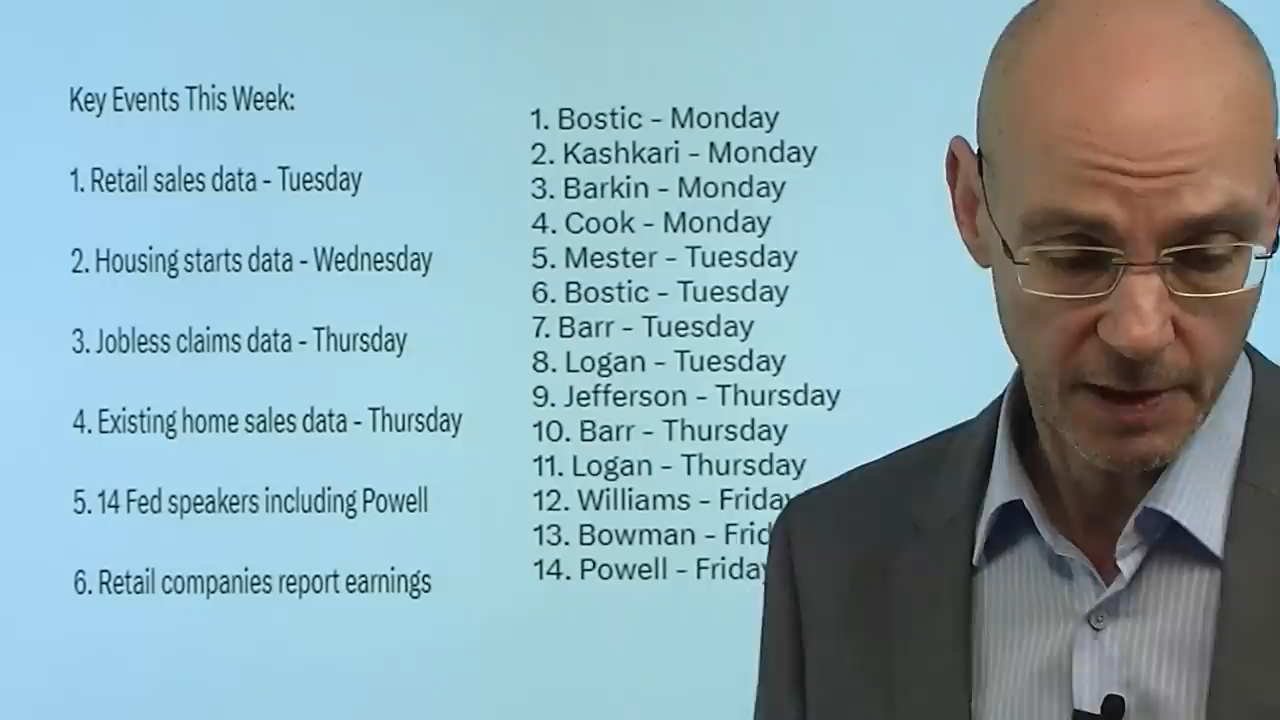 Key Events This Week:
1. Retail sales data - Tuesday
2. Housing starts data - Wednesday
3. Jobless claims data - Thursday
4. Existing home sales data - Thursday
5. 14 Fed speakers including Powell
6. Retail companies report earnings
1. Bostic - Monday
2. Kashkari - Monday
3. Barkin - Monday
4. Cook - Monday
5. Mester - Tuesday
6. Bostic - Tuesday
7. Barr - Tuesday
8. Logan - Tuesday
9. Jefferson - Thursday
10. Barr - Thursday
11. Logan - Thursday
12. Williams - Friday
13. Bowman - Frid
14. Powell - Friday